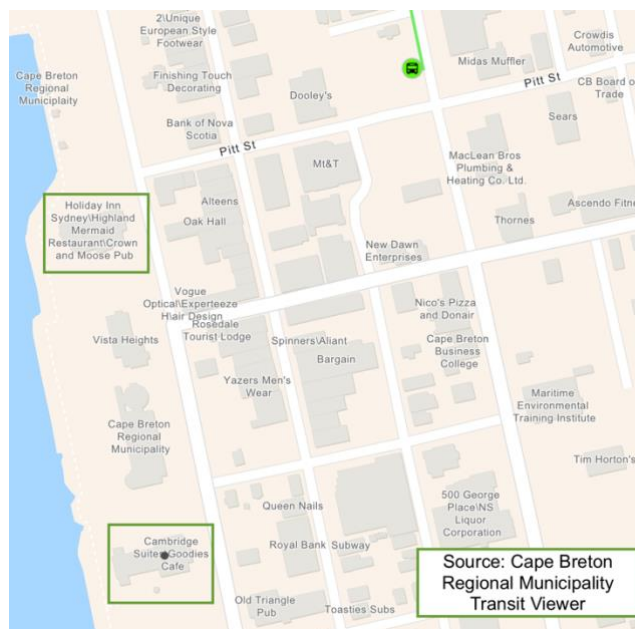 2\Unique
European Style
Footwear
Crowdis
Automotive
Midas Muffler
Cape Breton
Regional
Municiplaity
Finishing Touch
Decorating
Dooley's
Pitt St
CB Board of
Trade
Bank of Nova
Scotia
Sears
Pitt St
Mt&T
MacLean Bros
Plumbing &
Heating Co. Ltd.
Holiday Inn
Sydney\Highland
Mermaid
Restaurant\Crown
and Moose Pub
Alteens
Oak Hall
Ascendo Fitne
Thornes
New Dawn
Enterprises
Vogue
Optical\Experteeze
H\air Design
Rosedale
Tourist Lodge
Nico's Pizza
and Donair
Vista Heights
Spinners\Aliant
Bargain
Cape Breton
Business
College
Yazers Men's
Wear
Maritime
Environmental
Training\Institute
Cape Breton
Regional
Municipality
Tim Horton's
Queen Nails
500 George
Place\NS
Liquor
Corporation
Cambridge
Suites\Goodies
Cafe
Royal Bank
Subway
Source: Cape Breton
Regional Municipality
Transit Viewer
Old Triangle
Pub
Toasties Subs